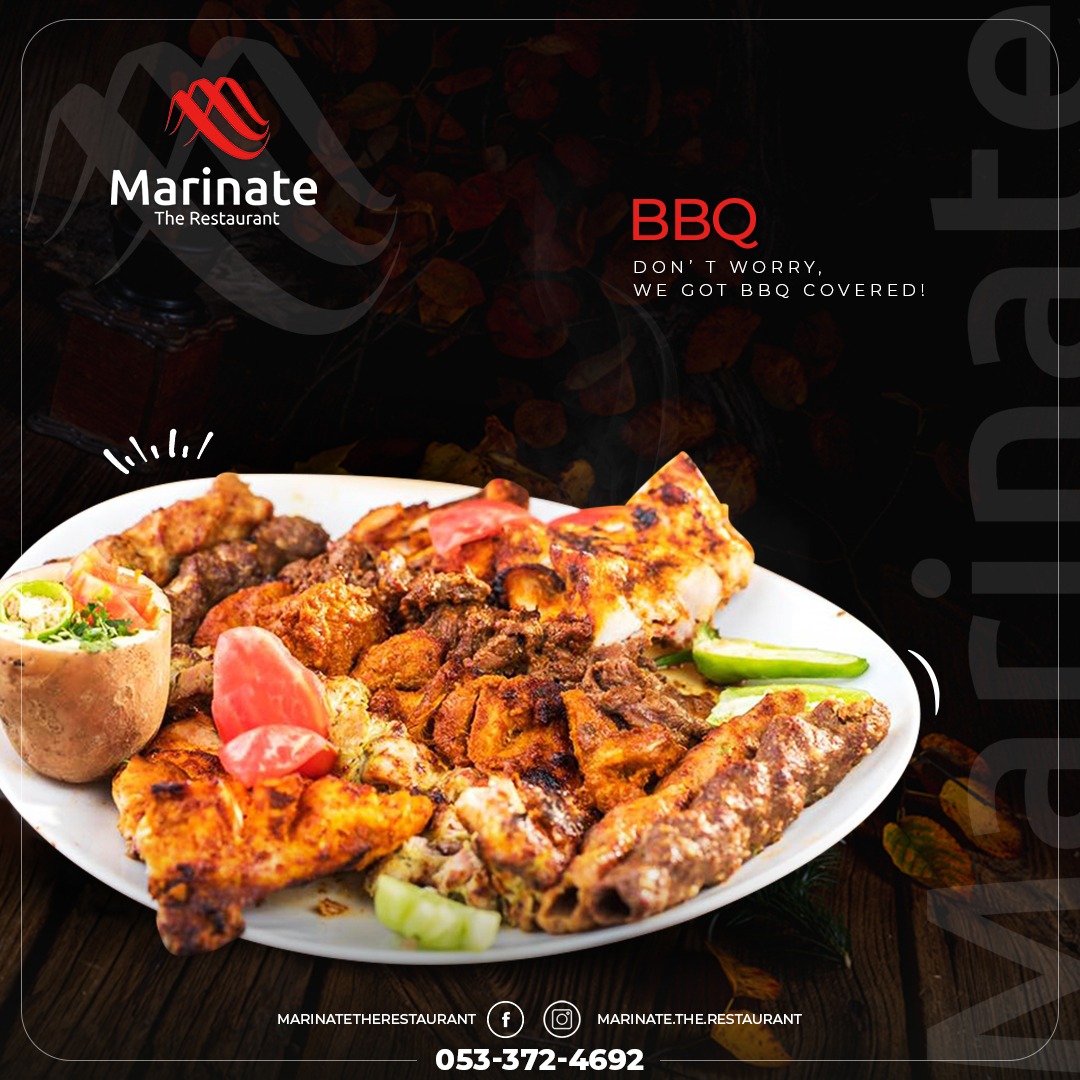 Marinate
The Restaurant
BBQ
DON' T WORRY,
WE GOT BBQ COVERED!
Marinate
MARINATETHERESTAURANT
MARINATE.THE.RESTAURANT
053-372-4692